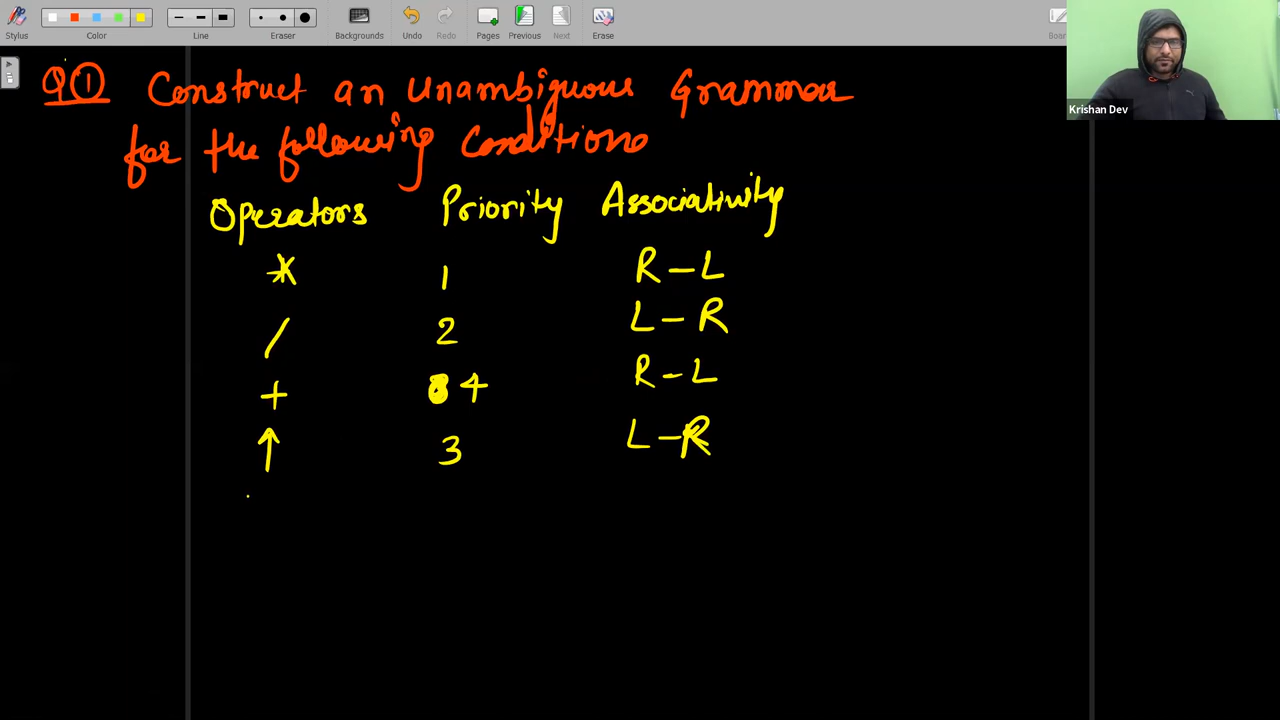 Stylus Color Line Eraser Backgrounds Undo Redo Pages Previous Next Erase
Krishan Dev
Q① Construct an Unambiguous Grammar
for the following Conditions
Operators Priority Associativity
* 1 R-L
/ 2 L-R
+ 4 R-L
↑ 3 L-R